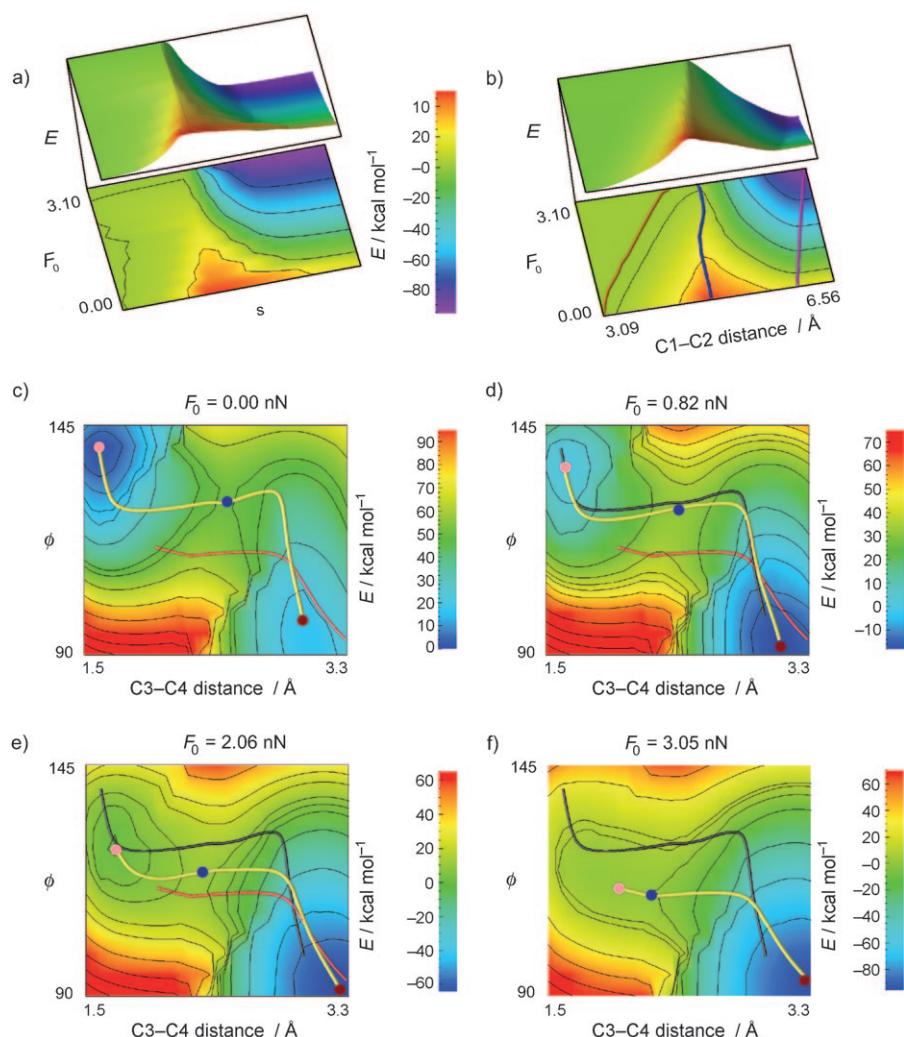 a)
E
3.10
F0
0.00
s
10
20
–0
–20
–40
–60
–80
E / kcal mol–1
b)
E
3.10
F0
0.00
3.09
6.56
C1–C2 distance / Å
c)
F0 = 0.00 nN
145
ϕ
90
1.5
3.3
C3–C4 distance / Å
90
80
70
60
50
40
30
20
10
0
E / kcal mol–1
d)
F0 = 0.82 nN
145
ϕ
90
1.5
3.3
C3–C4 distance / Å
70
60
50
40
30
20
10
0
–10
E / kcal mol–1
e)
F0 = 2.06 nN
145
ϕ
90
1.5
3.3
C3–C4 distance / Å
60
40
20
0
–20
–40
–60
E / kcal mol–1
f)
F0 = 3.05 nN
145
ϕ
90
1.5
3.3
C3–C4 distance / Å
60
40
20
–0
–20
–40
–60
–80
E / kcal mol–1